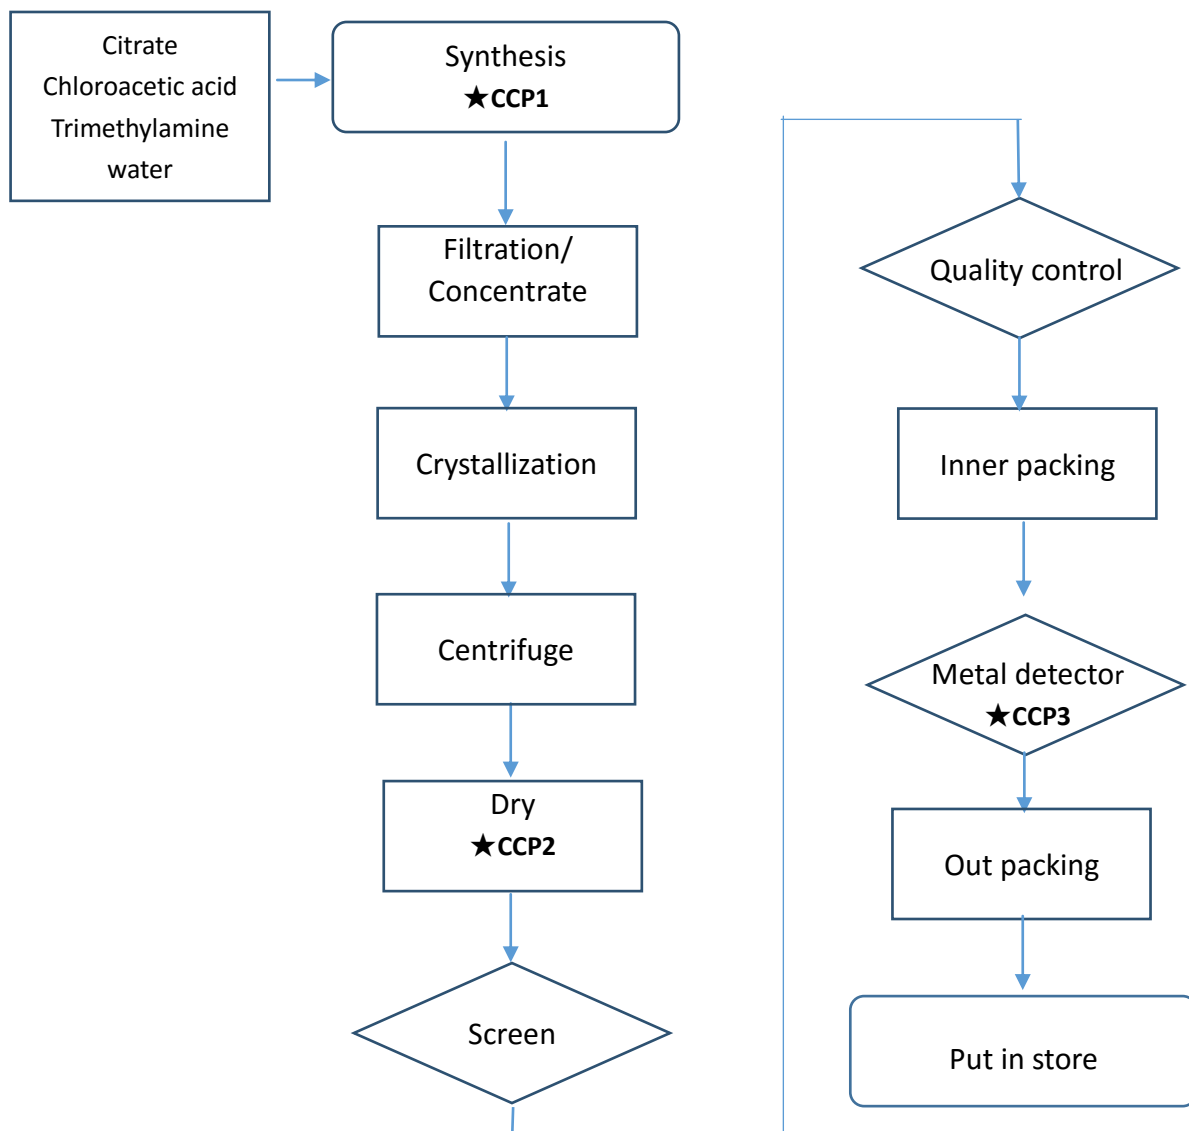 Citrate
Chloroacetic acid
Trimethylamine
water
Synthesis
★CCP1
Filtration/
Concentrate
Crystallization
Centrifuge
Dry
★CCP2
Screen
Quality control
Inner packing
Metal detector
★CCP3
Out packing
Put in store